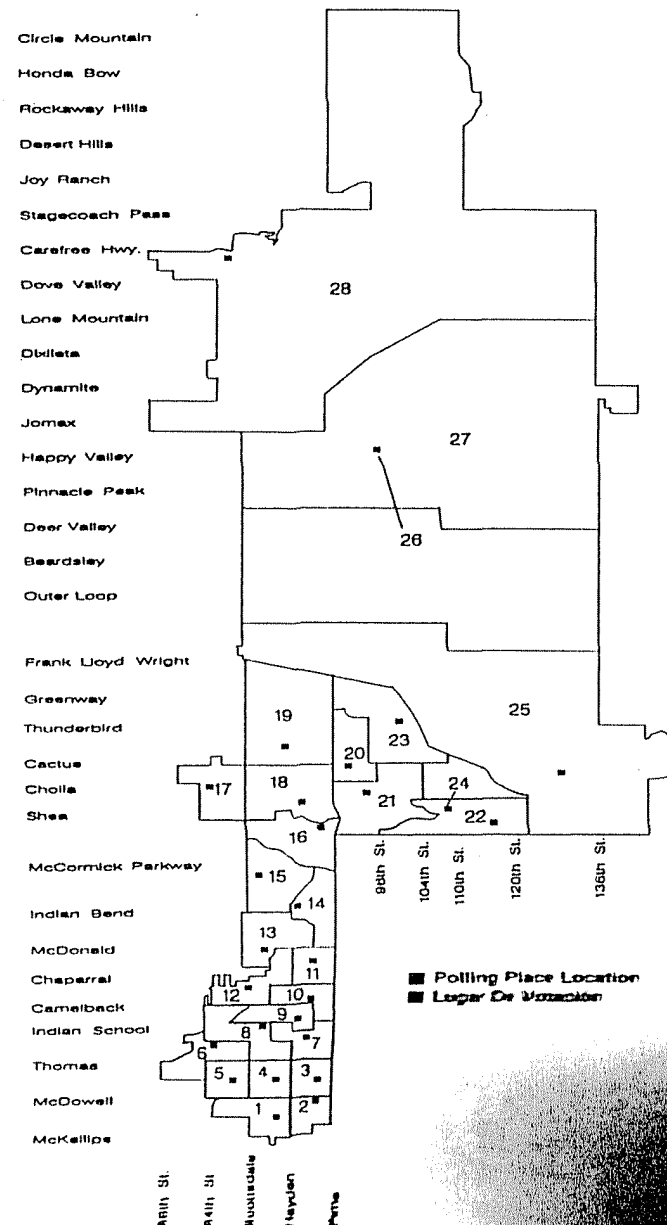 Circle Mountain
Honda Bow
Rockaway Hills
Desert Hills
Joy Ranch
Stagecoach Pass
Carefree Hwy.
Dove Valley
28
Lone Mountain
Dixileta
Dynamite
Jomax
27
Happy Valley
Pinnacle Peak
Deer Valley
26
Beardsley
Outer Loop
Frank Lloyd Wright
Greenway
25
19
Thunderbird
23
20
Cactus
24
17
18
Cholla
21
Shea
22
16
McCormick Parkway
96th St.
104th St.
110th St.
120th St.
136th St.
15
14
Indian Bend
13
McDonald
11
Chaparral
Polling Place Location
12
10
Lugar De Votación
Camelback
9
Indian School
8
7
6
Thomas
5
4
3
McDowell
2
1
McKellips
Hayden